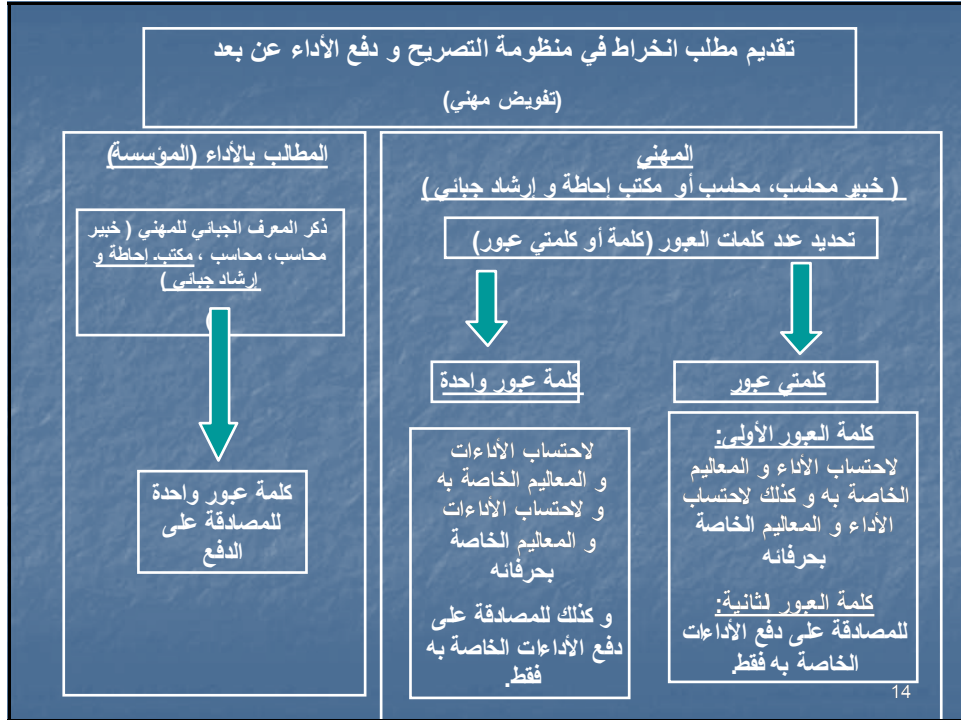 تقديم مطلب انخراط في منظومة التصريح و دفع الأداء عن بعد
(تفويض مهني)
المهني
( خبير محاسب، محاسب أو مكتب إحاطة و إرشاد جبائي )
تحديد عدد كلمات العبور (كلمة أو كلمتي عبور)
كلمتي عبور
كلمة العبور الأولى:
لاحتساب الأداء و المعاليم
الخاصة به و كذلك لاحتساب
الأداء و المعاليم الخاصة
بحرفائه
كلمة العبور الثانية:
للمصادقة على دفع الأداءات
الخاصة به فقط.
كلمة عبور واحدة
لاحتساب الأداءات
و المعاليم الخاصة به
و لاحتساب الأداءات
و المعاليم الخاصة
بحرفائه
و كذلك للمصادقة على
دفع الأداءات الخاصة به
فقط.
المطالب بالأداء (المؤسسة)
ذكر المعرف الجبائي للمهني ( خبير
محاسب، محاسب ، مكتب إحاطة و
إرشاد جبائي )
)
كلمة عبور واحدة
للمصادقة على
الدفع
14